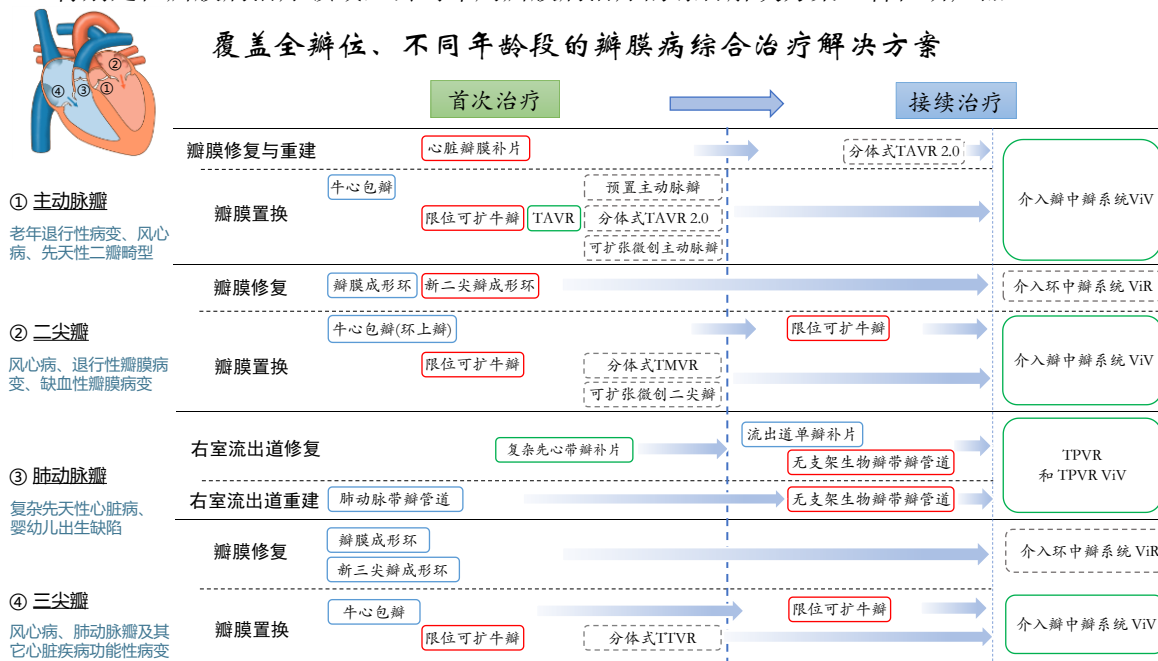 覆盖全瓣位、不同年龄段的瓣膜病综合治疗解决方案
② ① ④ ③
首次治疗
接续治疗
瓣膜修复与重建
心脏瓣膜补片
分体式TAVR 2.0
介入瓣中瓣系统ViV
① 主动脉瓣
老年退行性病变、风心
病、先天性二瓣畸型
瓣膜置换
牛心包瓣
限位可扩牛瓣
TAVR
预置主动脉瓣
分体式TAVR 2.0
可扩张微创主动脉瓣
瓣膜修复
瓣膜成形环
新二尖瓣成形环
介入环中瓣系统 ViR
② 二尖瓣
风心病、退行性瓣膜病
变、缺血性瓣膜病变
瓣膜置换
牛心包瓣(环上瓣)
限位可扩牛瓣
分体式TMVR
可扩张微创二尖瓣
限位可扩牛瓣
介入瓣中瓣系统 ViV
③ 肺动脉瓣
复杂先天性心脏病、
婴幼儿出生缺陷
右室流出道修复
复杂先心带瓣补片
流出道单瓣补片
无支架生物瓣带瓣管道
TPVR
和 TPVR ViV
右室流出道重建
肺动脉带瓣管道
无支架生物瓣带瓣管道
瓣膜修复
瓣膜成形环
新三尖瓣成形环
介入环中瓣系统 ViR
④ 三尖瓣
风心病、肺动脉瓣及其
它心脏疾病功能性病变
瓣膜置换
牛心包瓣
限位可扩牛瓣
分体式TTVR
限位可扩牛瓣
介入瓣中瓣系统 ViV